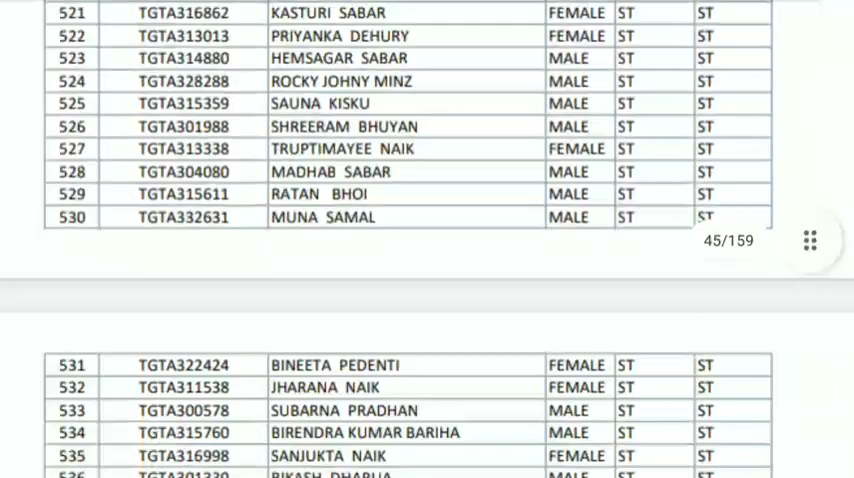 521 TGTA316862 KASTURI SABAR FEMALE ST ST
522 TGTA313013 PRIYANKA DEHURY FEMALE ST ST
523 TGTA314880 HEMSAGAR SABAR MALE ST ST
524 TGTA328288 ROCKY JOHNY MINZ MALE ST ST
525 TGTA315359 SAUNA KISKU MALE ST ST
526 TGTA301988 SHREERAM BHUYAN MALE ST ST
527 TGTA313338 TRUPTIMAYEE NAIK FEMALE ST ST
528 TGTA304080 MADHAB SABAR MALE ST ST
529 TGTA315611 RATAN BHOI MALE ST ST
530 TGTA332631 MUNA SAMAL MALE ST ST
45/159
531 TGTA322424 BINEETA PEDENTI FEMALE ST ST
532 TGTA311538 JHARANA NAIK FEMALE ST ST
533 TGTA300578 SUBARNA PRADHAN MALE ST ST
534 TGTA315760 BIRENDRA KUMAR BARIHA MALE ST ST
535 TGTA316998 SANJUKTA NAIK FEMALE ST ST
MALE ST ST